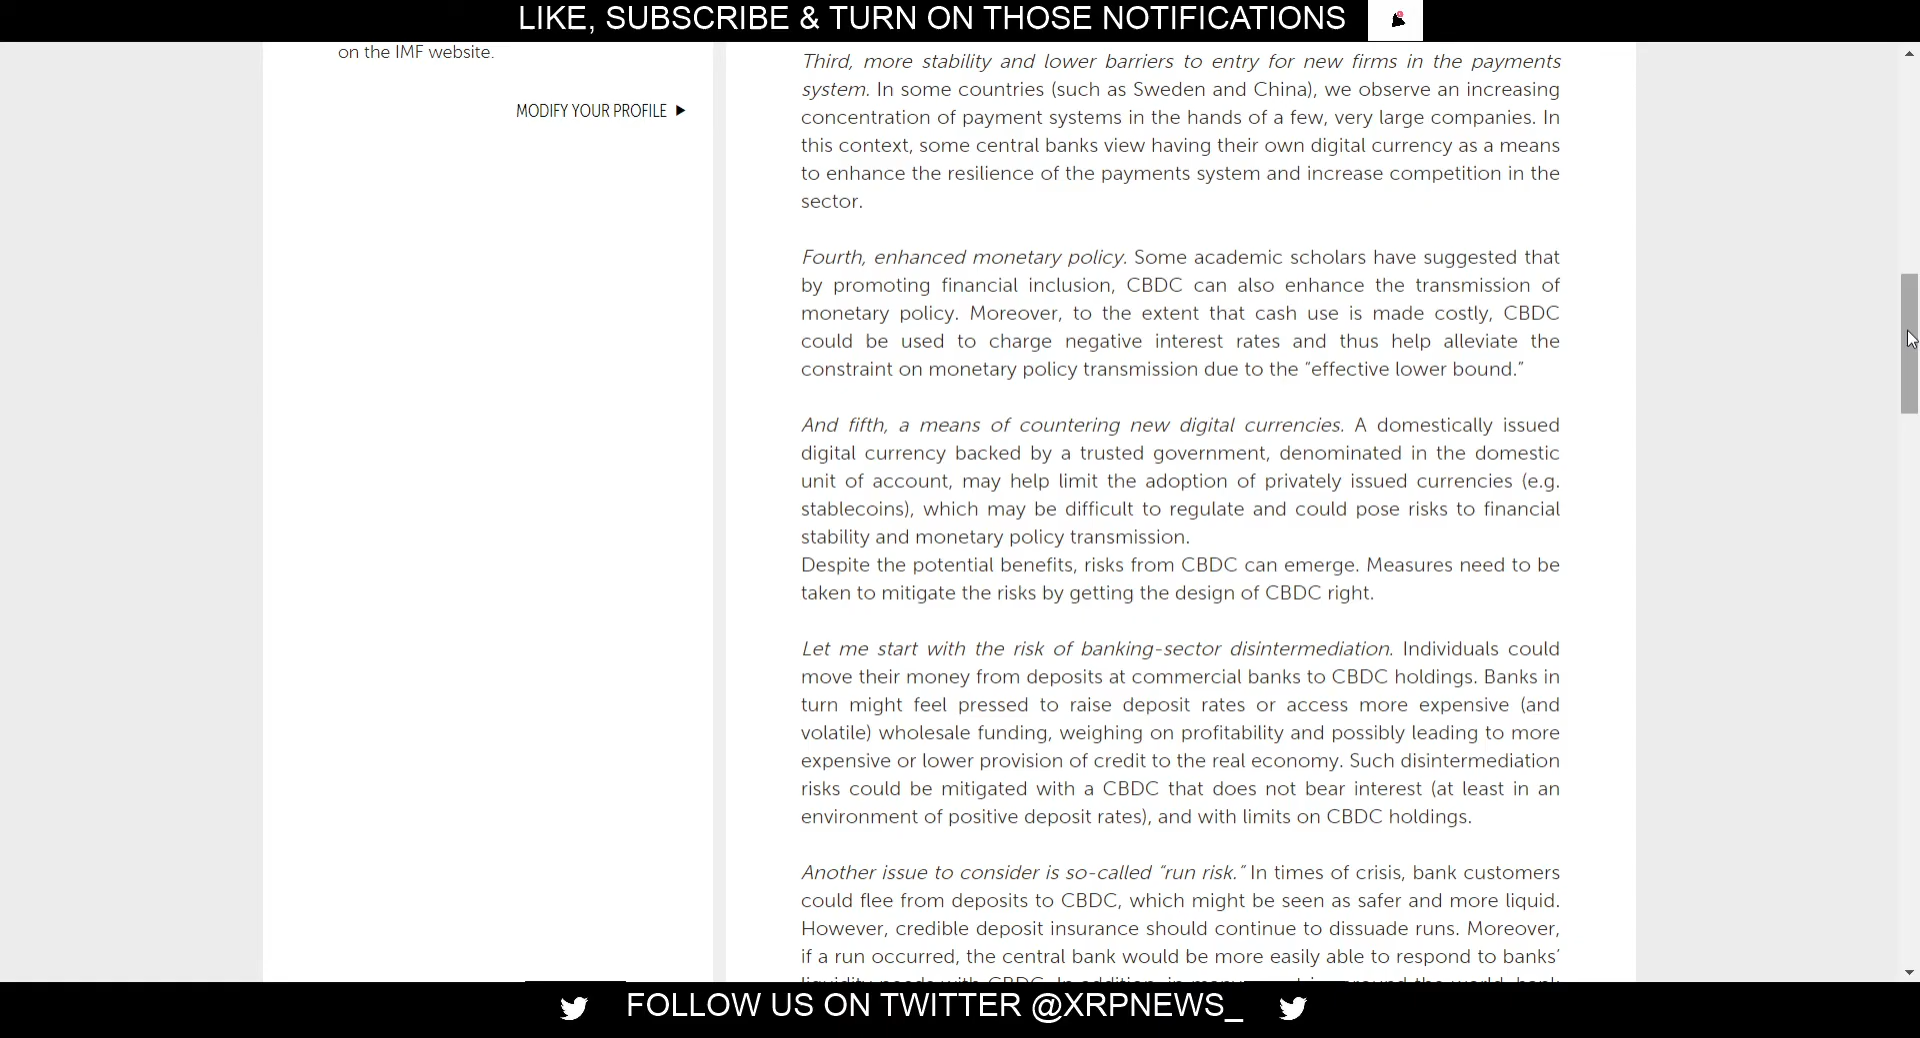 LIKE, SUBSCRIBE & TURN ON THOSE NOTIFICATIONS
on the IMF website.
MODIFY YOUR PROFILE
Third, more stability and lower barriers to entry for new firms in the payments
system. In some countries (such as Sweden and China), we observe an increasing
concentration of payment systems in the hands of a few, very large companies. In
this context, some central banks view having their own digital currency as a means
to enhance the resilience of the payments system and increase competition in the
sector.
Fourth, enhanced monetary policy. Some academic scholars have suggested that
by promoting financial inclusion, CBDC can also enhance the transmission of
monetary policy. Moreover, to the extent that cash use is made costly, CBDC
could be used to charge negative interest rates and thus help alleviate the
constraint on monetary policy transmission due to the “effective lower bound.”
And fifth, a means of countering new digital currencies. A domestically issued
digital currency backed by a trusted government, denominated in the domestic
unit of account, may help limit the adoption of privately issued currencies (e.g.
stablecoins), which may be difficult to regulate and could pose risks to financial
stability and monetary policy transmission.
Despite the potential benefits, risks from CBDC can emerge. Measures need to be
taken to mitigate the risks by getting the design of CBDC right.
Let me start with the risk of banking-sector disintermediation. Individuals could
move their money from deposits at commercial banks to CBDC holdings. Banks in
turn might feel pressed to raise deposit rates or access more expensive (and
volatile) wholesale funding, weighing on profitability and possibly leading to more
expensive or lower provision of credit to the real economy. Such disintermediation
risks could be mitigated with a CBDC that does not bear interest (at least in an
environment of positive deposit rates), and with limits on CBDC holdings.
Another issue to consider is so-called “run risk.” In times of crisis, bank customers
could flee from deposits to CBDC, which might be seen as safer and more liquid.
However, credible deposit insurance should continue to dissuade runs. Moreover,
if a run occurred, the central bank would be more easily able to respond to banks’
FOLLOW US ON TWITTER @XRPNEWS_